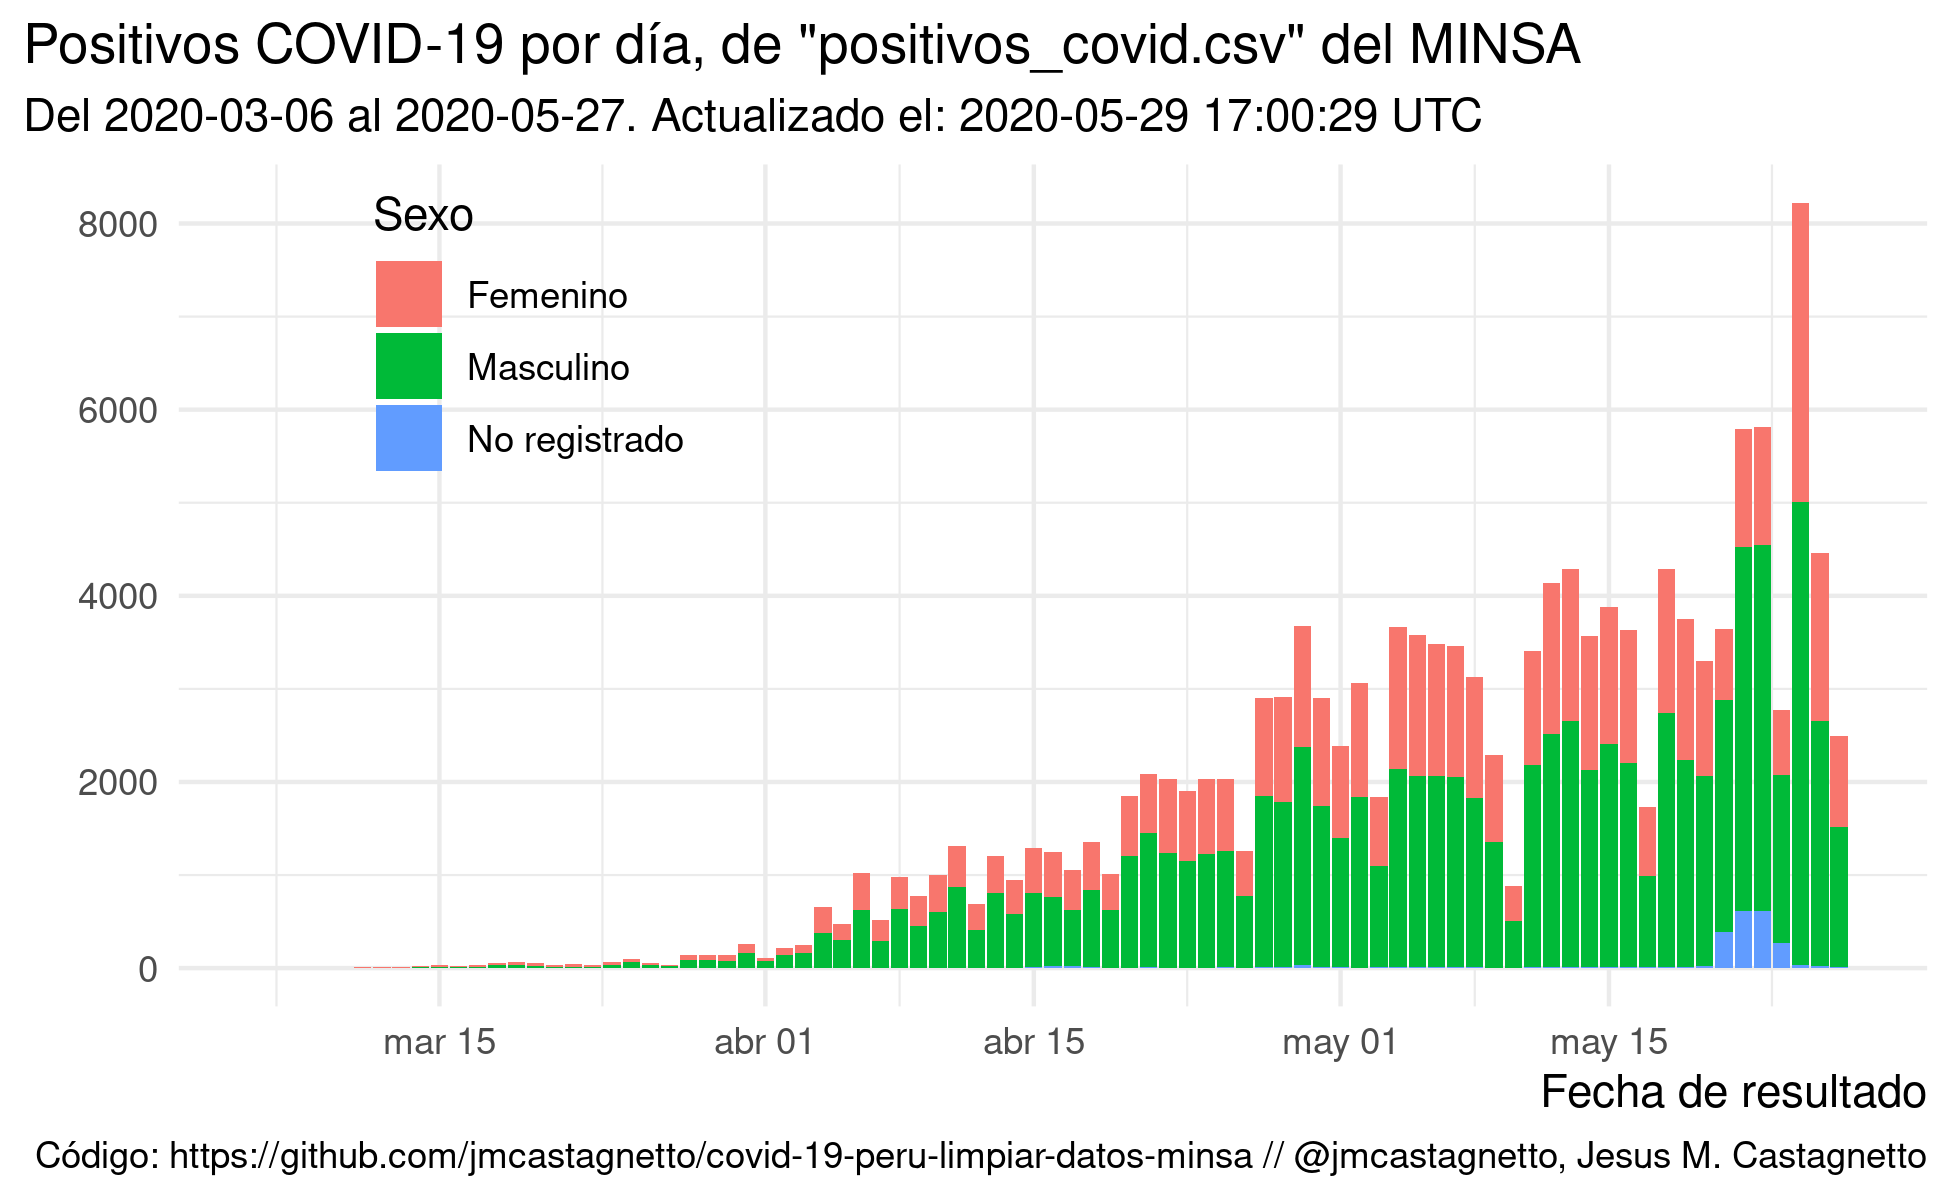 Positivos COVID-19 por día, de "positivos_covid.csv" del MINSA
Del 2020-03-06 al 2020-05-27. Actualizado el: 2020-05-29 17:00:29 UTC
Sexo
Femenino
Masculino
No registrado
8000
6000
4000
2000
0
mar 15 abr 01 abr 15 may 01 may 15
Fecha de resultado
Código: https://github.com/jmcastagnetto/covid-19-peru-limpiar-datos-minsa // @jmcastagnetto, Jesus M. Castagnetto